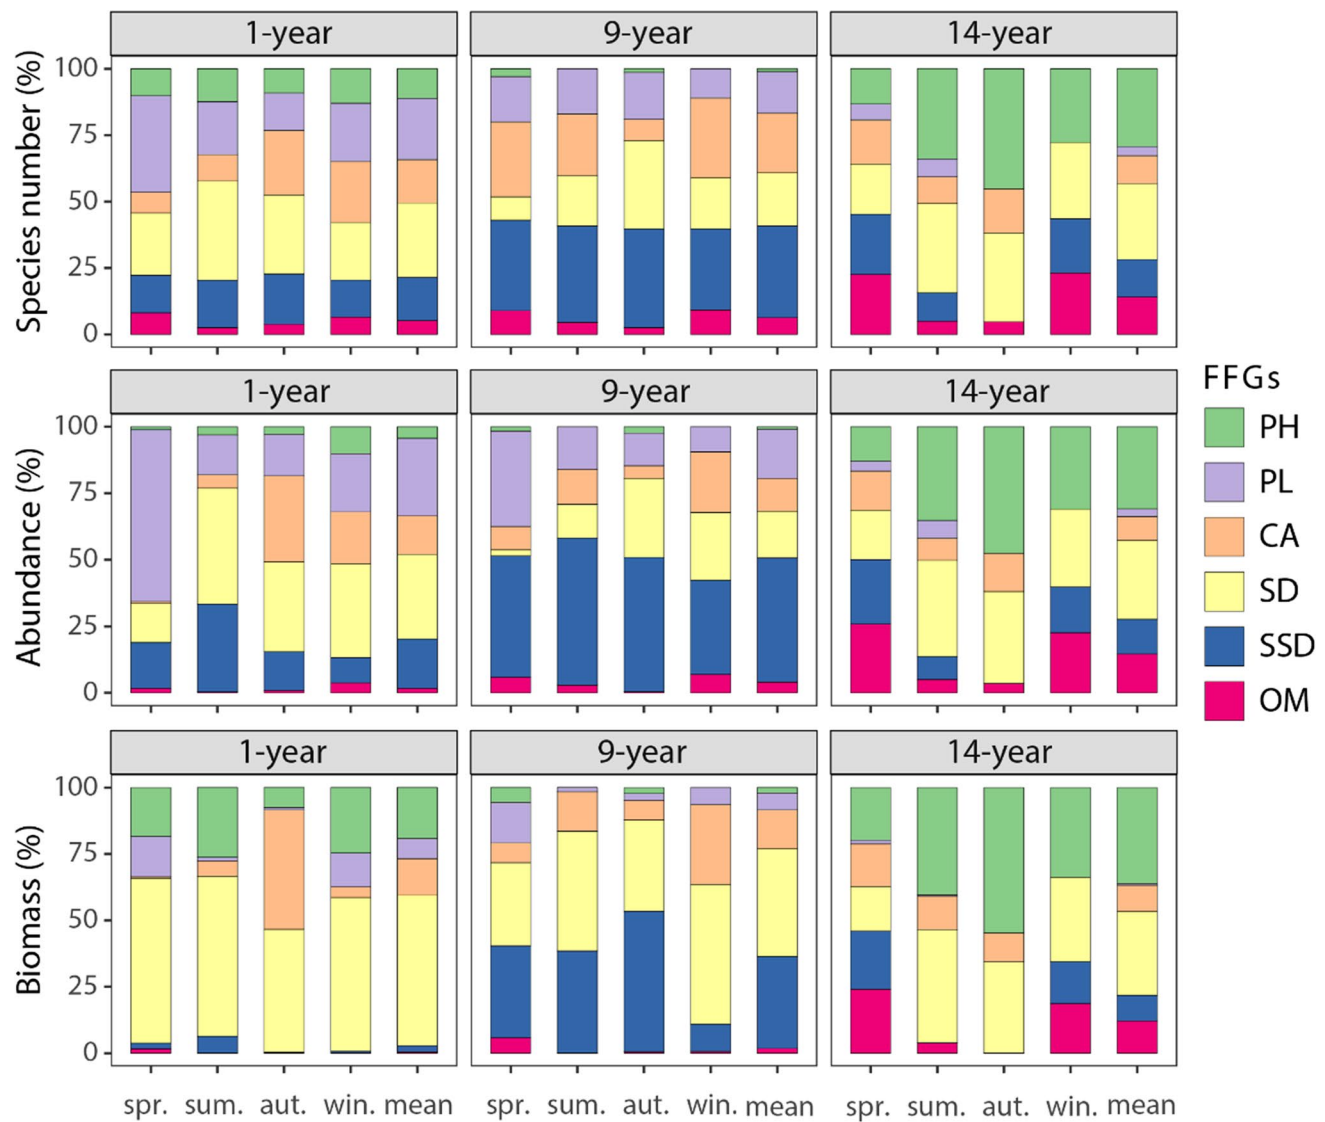 1-year 9-year 14-year
Species number (%)
100
75
50
25
0
1-year 9-year 14-year
Abundance (%)
100
75
50
25
0
1-year 9-year 14-year
Biomass (%)
100
75
50
25
0
spr. sum. aut. win. mean spr. sum. aut. win. mean spr. sum. aut. win. mean
FFGs
PH
PL
CA
SD
SSD
OM